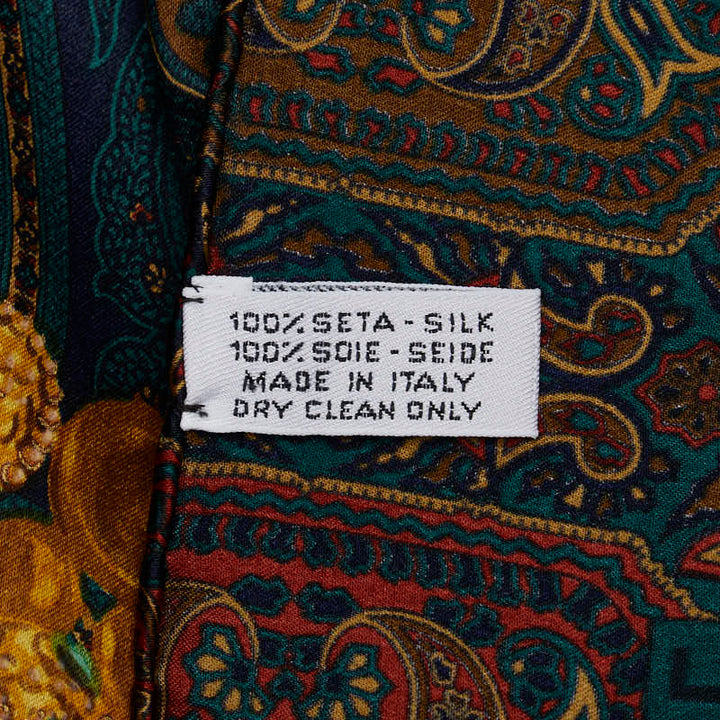 100% SETA - SILK
100% SOIE - SEIDE
MADE IN ITALY
DRY CLEAN ONLY